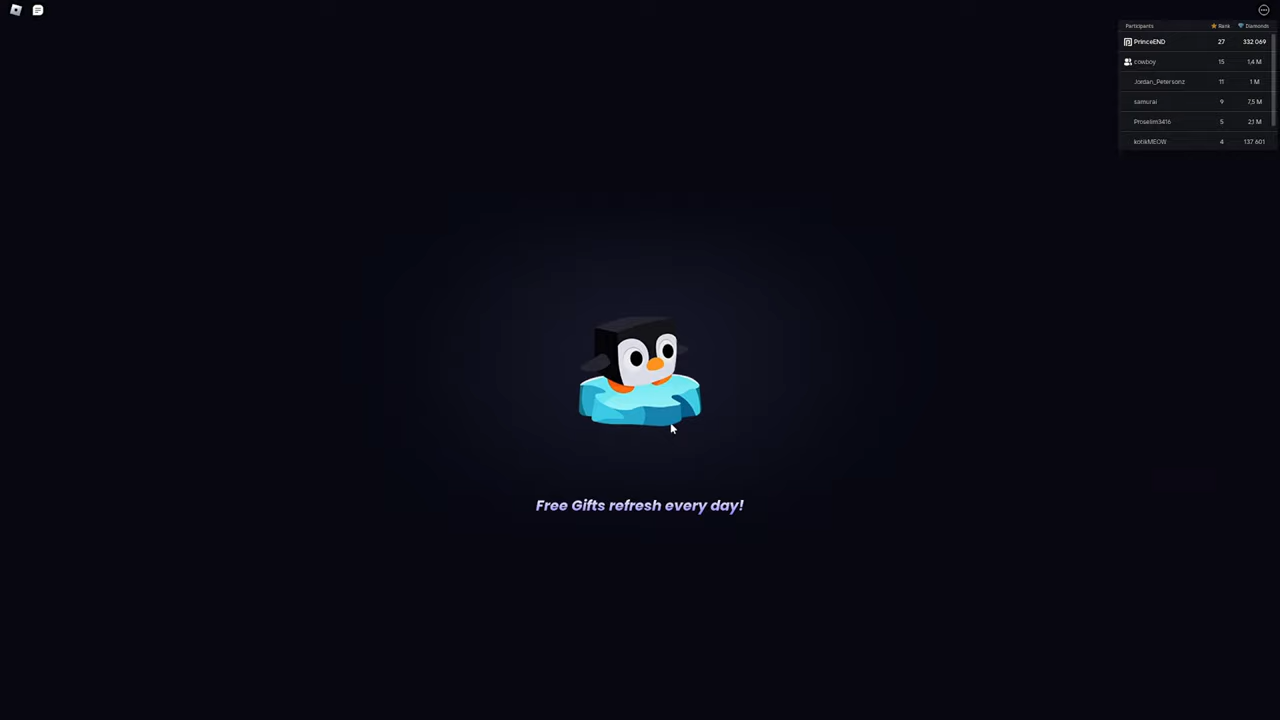 Participants Rank Diamonds
PrinceEND 27 332 069
cowboy 15 1,4 M
Jordan_Petersonz 11 1 M
samurai 9 7,5 M
Proselim3416 5 2,1 M
kotikMEOW 4 137 601
Free Gifts refresh every day!